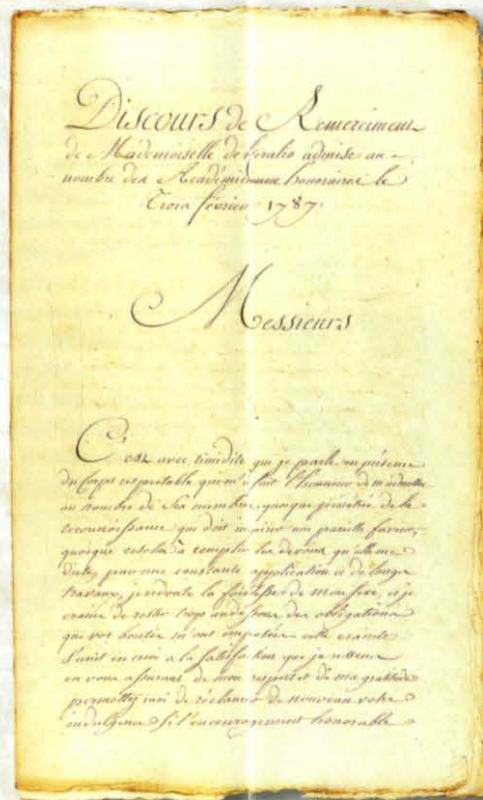 Discours de Remerciment
de Mademoiselle de Keralio admise au
nombre des Académiciens honoraires le
trois février 1787.
Messieurs
C'est avec timidité que je parle en présence
du Corps respectable qui m'a fait l'honneur de m'admettre
au nombre de ses membres, quoique pénétrée de la
reconnoissance que doit inspirer une pareille faveur,
quoique résolue à remplir les devoirs qu'elle me
dicte, par une constante application et de longs
travaux, je redoute la foiblesse de mon sexe, et je
crains de rester trop au dessous des obligations
que vos bontés m'ont imposées cette crainte
s'unit en moi a la satisfaction que je ressens
en vous assurant de mon respect et de ma gratitude
permettez moi de réclamer de nouveau votre
indulgence si l'encouragement honorable